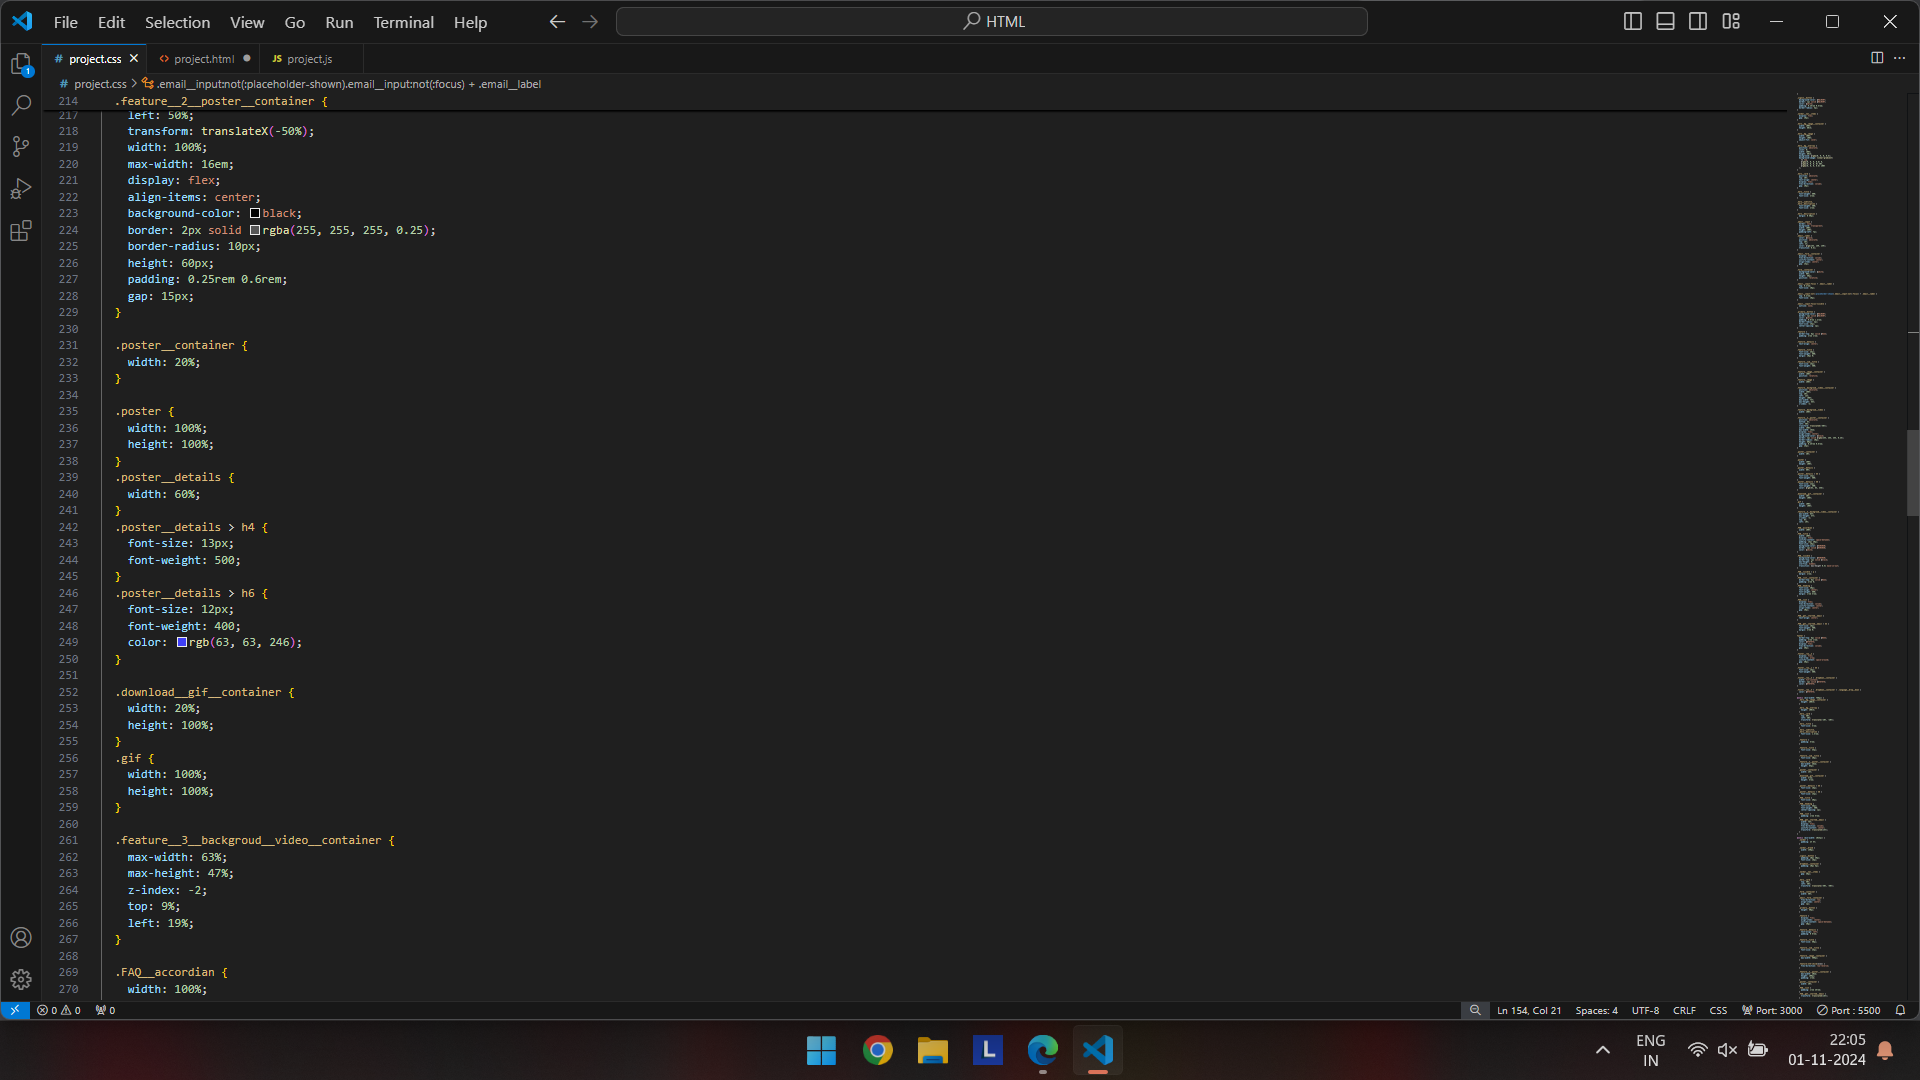 File Edit Selection View Go Run Terminal Help
HTML
# project.css
<> project.html
JS project.js
# project.css > .email__input:not(:placeholder-shown).email__input:not(:focus) + .email__label
214 .feature__2__poster__container {
217 left: 50%;
218 transform: translateX(-50%);
219 width: 100%;
220 max-width: 16em;
221 display: flex;
222 align-items: center;
223 background-color: black;
224 border: 2px solid rgba(255, 255, 255, 0.25);
225 border-radius: 10px;
226 height: 60px;
227 padding: 0.25rem 0.6rem;
228 gap: 15px;
229 }
230
231 .poster__container {
232 width: 20%;
233 }
234
235 .poster {
236 width: 100%;
237 height: 100%;
238 }
239 .poster__details {
240 width: 60%;
241 }
242 .poster__details > h4 {
243 font-size: 13px;
244 font-weight: 500;
245 }
246 .poster__details > h6 {
247 font-size: 12px;
248 font-weight: 400;
249 color: rgb(63, 63, 246);
250 }
251
252 .download__gif__container {
253 width: 20%;
254 height: 100%;
255 }
256 .gif {
257 width: 100%;
258 height: 100%;
259 }
260
261 .feature__3__backgroud__video__container {
262 max-width: 63%;
263 max-height: 47%;
264 z-index: -2;
265 top: 9%;
266 left: 19%;
267 }
268
269 .FAQ__accordian {
270 width: 100%;
1
0 0 0
Ln 154, Col 21 Spaces: 4 UTF-8 CRLF CSS Port: 3000 Port : 5500
L
ENG
IN
22:05
01-11-2024